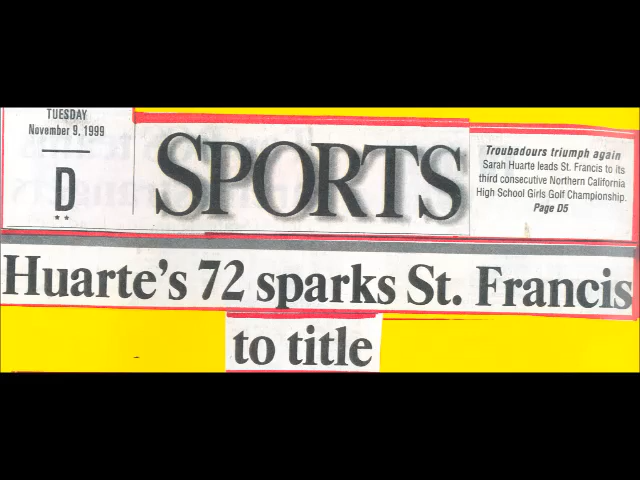 TUESDAY
November 9, 1999
D
★★
SPORTS
Troubadours triumph again
Sarah Huarte leads St. Francis to its
third consecutive Northern California
High School Girls Golf Championship.
Page D5
Huarte's 72 sparks St. Francis
to title